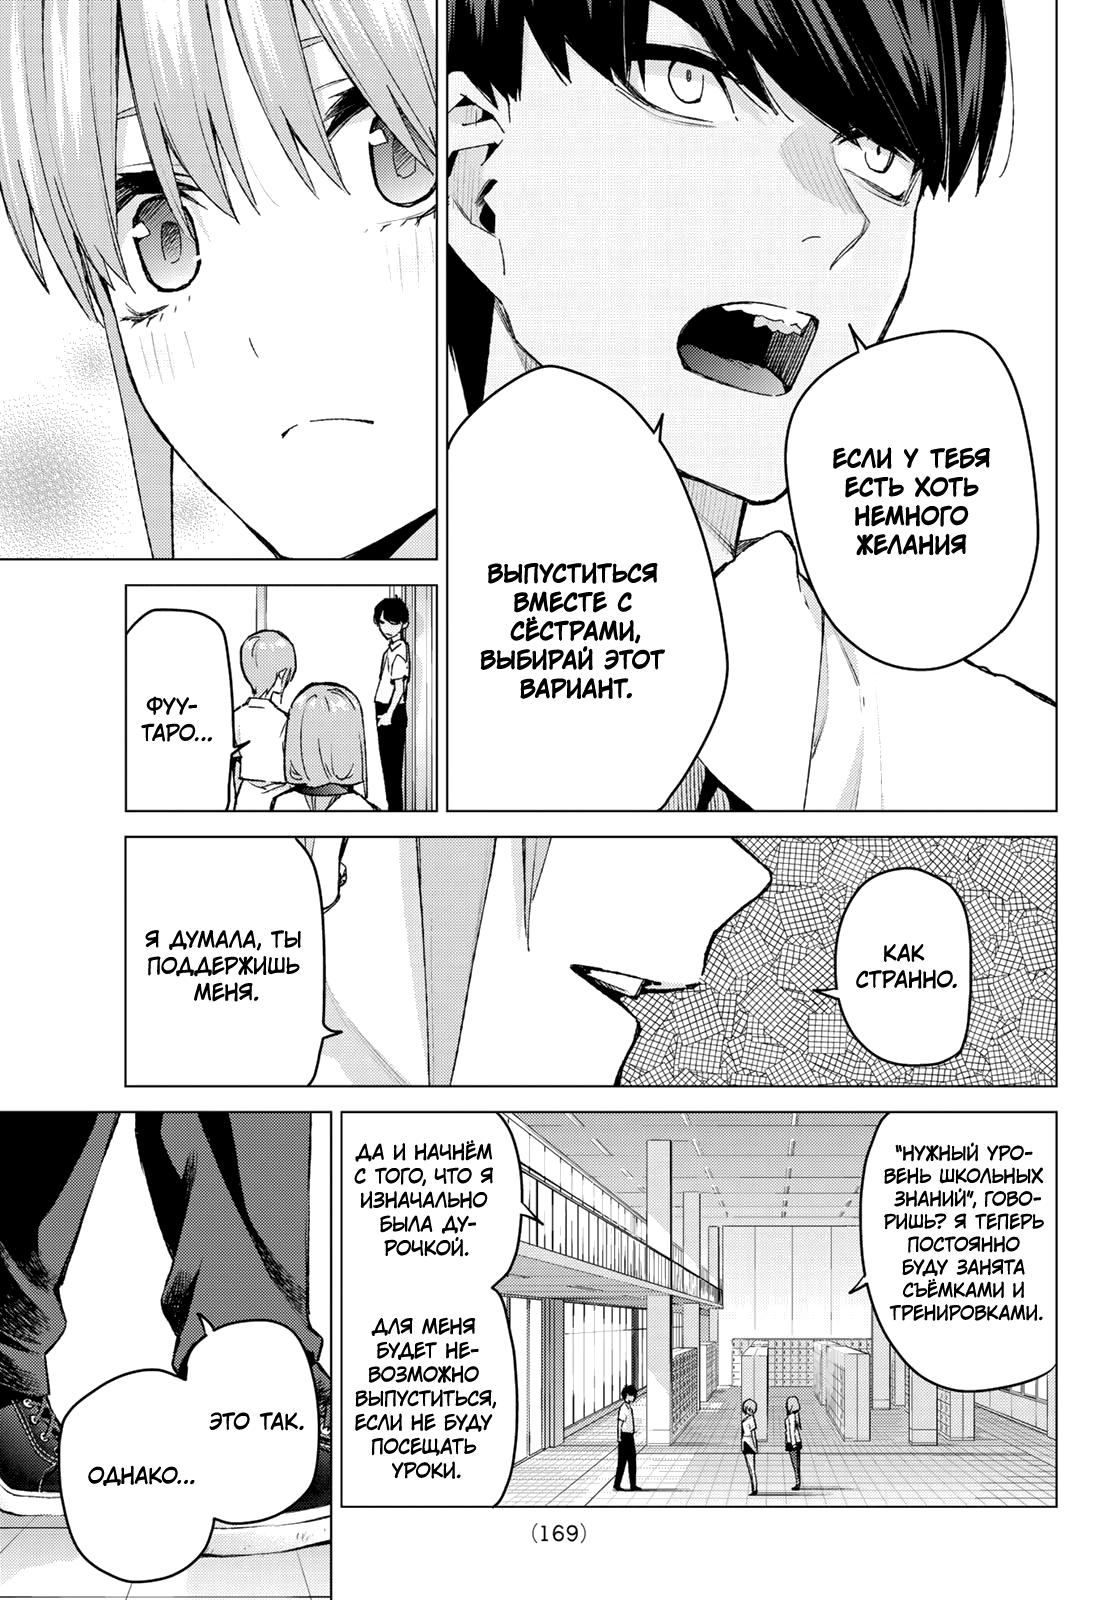 ЕСЛИ У ТЕБЯ
ЕСТЬ ХОТЬ
НЕМНОГО
ЖЕЛАНИЯ
ВЫПУСТИТЬСЯ
ВМЕСТЕ С
СЁСТРАМИ,
ВЫБИРАЙ ЭТОТ
ВАРИАНТ.
ФУУ-
ТАРО...
КАК
СТРАННО.
Я ДУМАЛА, ТЫ
ПОДДЕРЖИШЬ
МЕНЯ.
"НУЖНЫЙ УРО-
ВЕНЬ ШКОЛЬНЫХ
ЗНАНИЙ", ГОВО-
РИШЬ? Я ТЕПЕРЬ
ПОСТОЯННО
БУДУ ЗАНЯТА
СЪЁМКАМИ И
ТРЕНИРОВКАМИ.
ДА И НАЧНЁМ
С ТОГО, ЧТО Я
ИЗНАЧАЛЬНО
БЫЛА ДУ-
РОЧКОЙ.
ДЛЯ МЕНЯ
БУДЕТ НЕ-
ВОЗМОЖНО
ВЫПУСТИТЬСЯ,
ЕСЛИ НЕ БУДУ
ПОСЕЩАТЬ
УРОКИ.
ЭТО ТАК.
ОДНАКО...
(169)